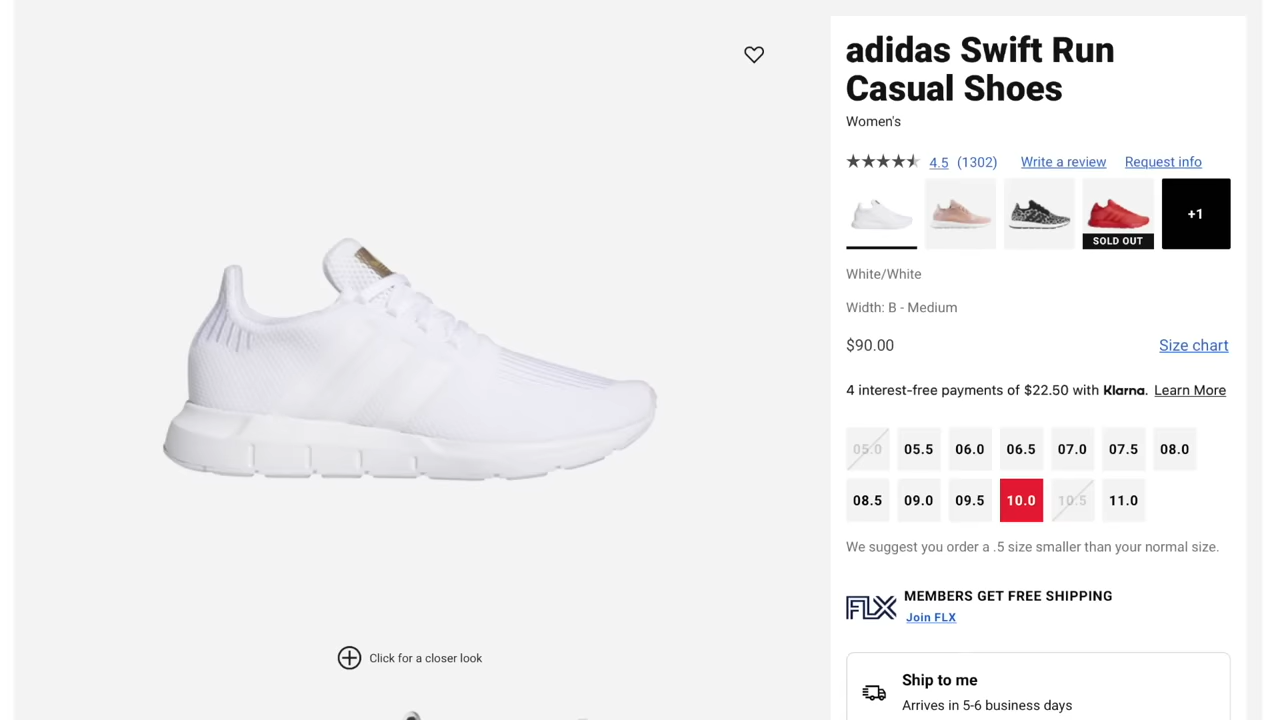 adidas Swift Run
Casual Shoes
Women's
4.5 (1302) Write a review Request info
+1
SOLD OUT
White/White
Width: B - Medium
$90.00 Size chart
4 interest-free payments of $22.50 with Klarna. Learn More
05.0 05.5 06.0 06.5 07.0 07.5 08.0
08.5 09.0 09.5 10.0 10.5 11.0
We suggest you order a .5 size smaller than your normal size.
FLX MEMBERS GET FREE SHIPPING
Join FLX
Click for a closer look
Ship to me
Arrives in 5-6 business days